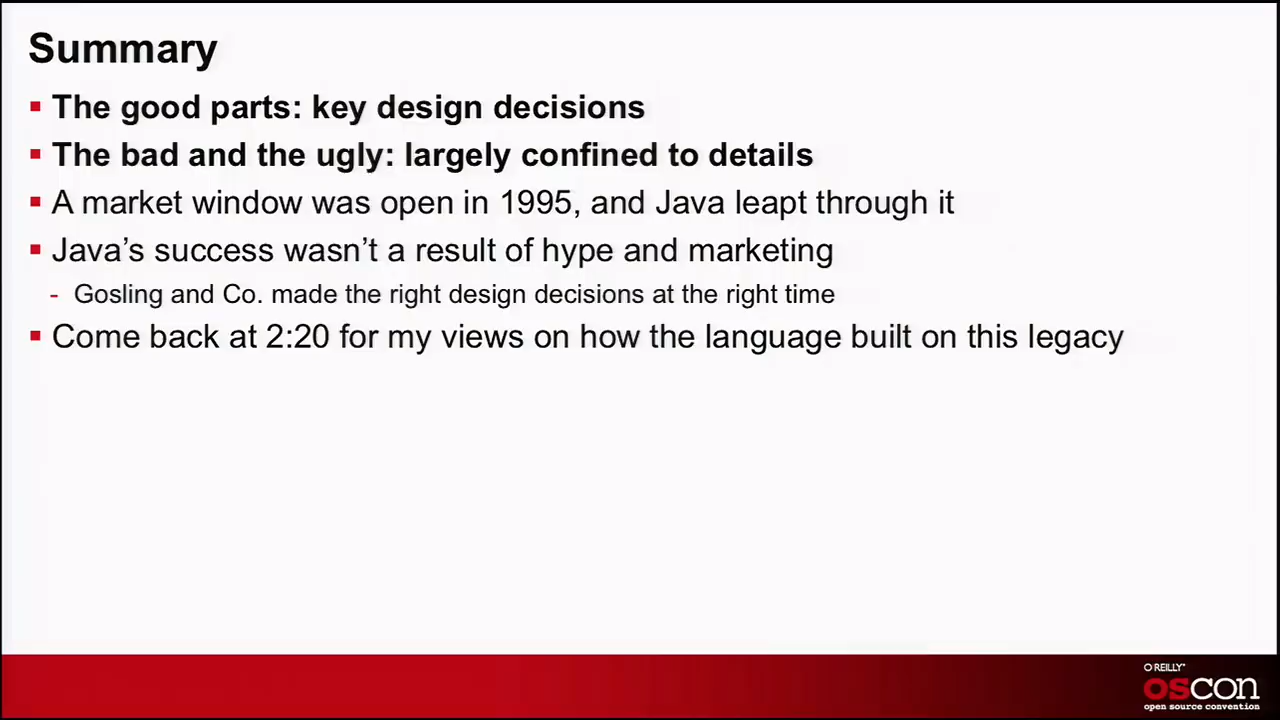 Summary
The good parts: key design decisions
The bad and the ugly: largely confined to details
A market window was open in 1995, and Java leapt through it
Java’s success wasn’t a result of hype and marketing
- Gosling and Co. made the right design decisions at the right time
Come back at 2:20 for my views on how the language built on this legacy
O REILLY®
oscon
open source convention